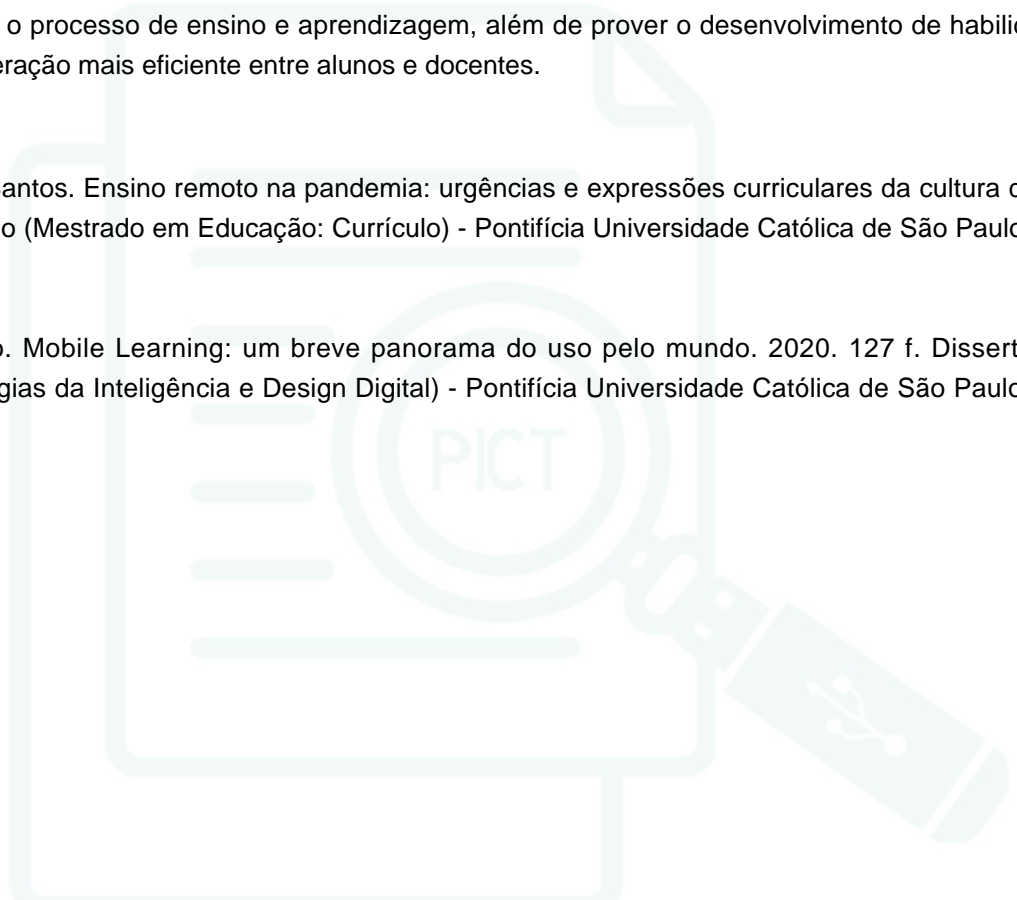 o processo de ensino e aprendizagem, além de prover o desenvolvimento de
eração mais eficiente entre alunos e docentes.
antos. Ensino remoto na pandemia: urgências e expressões curriculares da cultura
o (Mestrado em Educação: Currículo) - Pontifícia Universidade Católica de São Paulo
o. Mobile Learning: um breve panorama do uso pelo mundo. 2020. 127 f. Dissert
gias da Inteligência e Design Digital) - Pontifícia Universidade Católica de São Paulo
PICT